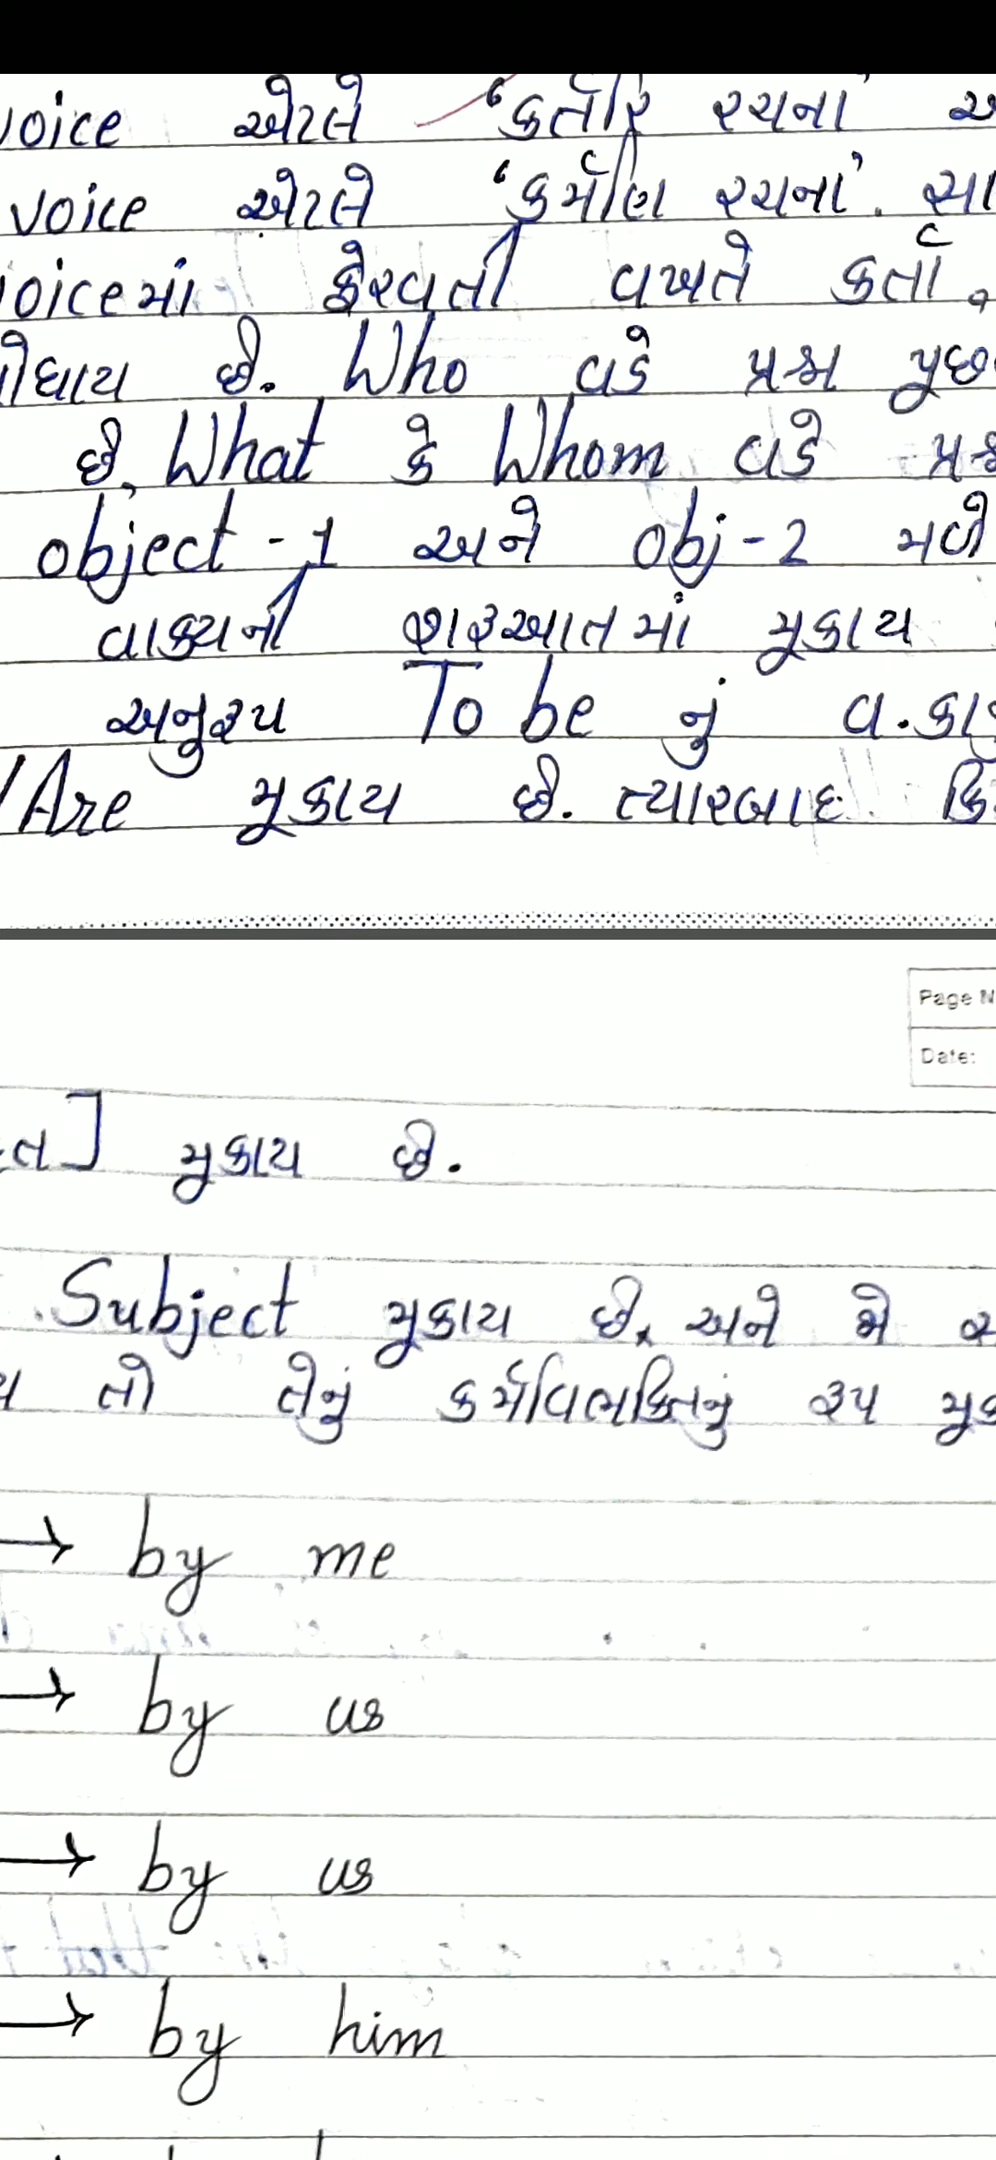 voice એટલે 'કર્તરિ રચના'
voice એટલે 'કર્મણિ રચના'. સા
voiceમાં ફેરવતી વખતે કર્તા,
ગોઘાય છે. Who વડે પ્રશ્ન પુછ
છે, What કે Whom વડે પ્રશ્
object - 1 અને obj - 2 મળે
વાક્યની શરૂઆતમાં મૂકાય
અનુરૂપ To be નું વ.કા
/Are મૂકાય છે. ત્યારબાદ ક્રિ
Page N
Date:
ત] મૂકાય છે.
Subject મૂકાય છે, અને જો
તો તેનું કર્મવિભક્તિનું રૂપ મુક
→ by me
→ by us
→ by us
→ by him